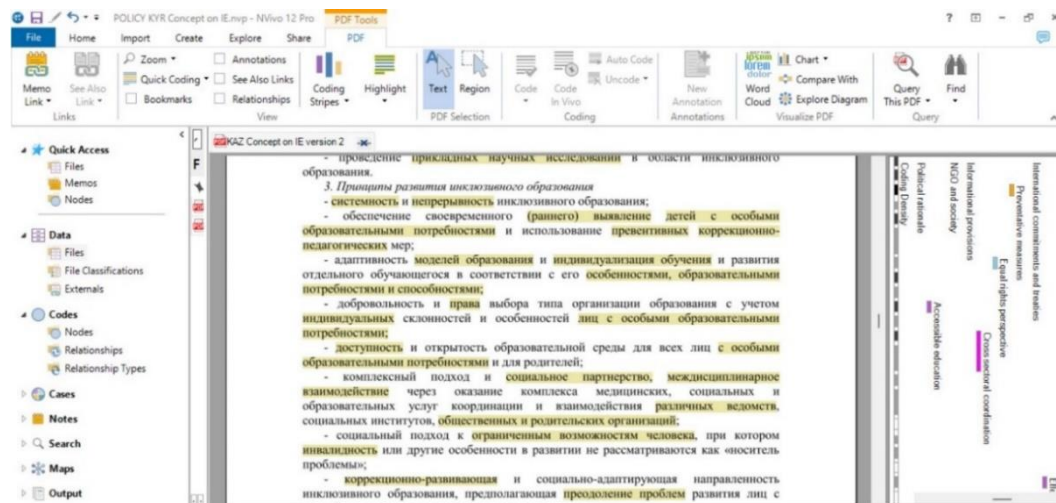 POLICY KYR Concept on IE.nvp - NVivo 12 Pro
PDF Tools
?
File Home Import Create Explore Share PDF
Memo Link
See Also Link
Links
Zoom
Quick Coding
Bookmarks
Annotations
See Also Links
Relationships
View
Coding Stripes
Highlight
Text
Region
PDF Selection
Code
Code In Vivo
Auto Code
Uncode
Coding
New Annotation
Annotations
lorem
dolor
Word Cloud
Chart
Compare With
Explore Diagram
Visualize PDF
Query This PDF
Find
Query
Quick Access
Files
Memos
Nodes
Data
Files
File Classifications
Externals
Codes
Nodes
Relationships
Relationship Types
Cases
Notes
Search
Maps
Output
F
KAZ Concept on IE version 2
- проведение прикладных научных исследований в области инклюзивного
образования.
3. Принципы развития инклюзивного образования
- системность и непрерывность инклюзивного образования;
- обеспечение своевременного (раннего) выявление детей с особыми
образовательными потребностями и использование превентивных коррекционно-
педагогических мер;
- адаптивность моделей образования и индивидуализация обучения и развития
отдельного обучающегося в соответствии с его особенностями, образовательными
потребностями и способностями;
- добровольность и права выбора типа организации образования с учетом
индивидуальных склонностей и особенностей лиц с особыми образовательными
потребностями;
- доступность и открытость образовательной среды для всех лиц с особыми
образовательными потребностями и для родителей;
- комплексный подход и социальное партнерство, междисциплинарное
взаимодействие через оказание комплекса медицинских, социальных и
образовательных услуг координации и взаимодействия различных ведомств,
социальных институтов, общественных и родительских организаций;
- социальный подход к ограниченным возможностям человека, при котором
инвалидность или другие особенности в развитии не рассматриваются как «носитель
проблемы»;
- коррекционно-развивающая и социально-адаптирующая направленность
инклюзивного образования, предполагающая преодоление проблем развития лиц с
Coding Density
Political rationale
Accessible education
NGO and society
Informational provisions
Cross sectoral coordination
Equal rights perspective
Preventative measures
International commitments and treaties